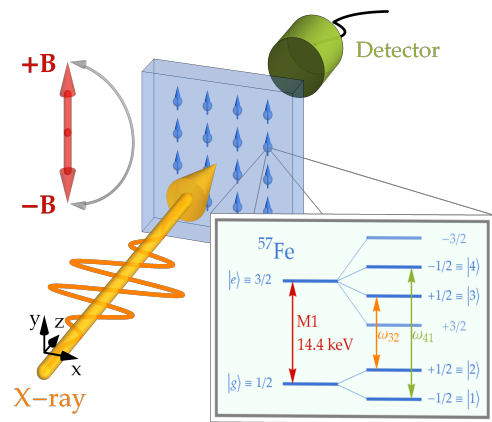 +B
−B
Detector
y
z
x
X−ray
⁵⁷Fe
|e⟩ ≡ 3/2
M1
14.4 keV
|g⟩ ≡ 1/2
ω₃₂
ω₄₁
−3/2
−1/2 ≡ |4⟩
+1/2 ≡ |3⟩
+3/2
+1/2 ≡ |2⟩
−1/2 ≡ |1⟩